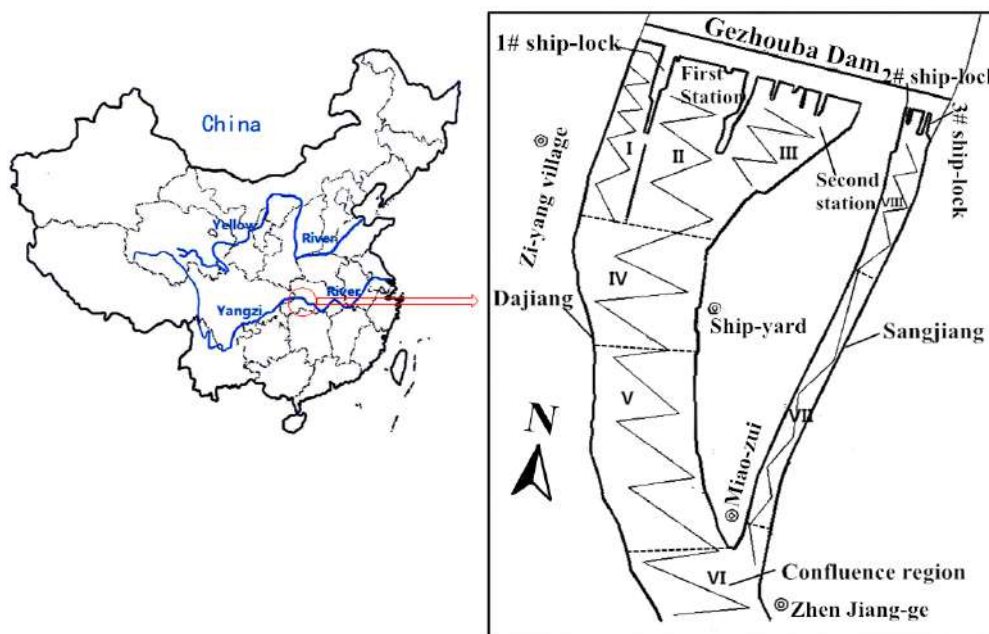 China
Yellow
River
Yangzi
River
Gezhouba Dam
1# ship-lock
2# ship-lock
3# ship-lock
First
Station
I
II
III
Second
station
VIII
Zi-yang village
IV
Dajiang
Ship-yard
Sangjiang
V
VII
N
Miao-zui
VI
Confluence region
Zhen Jiang-ge